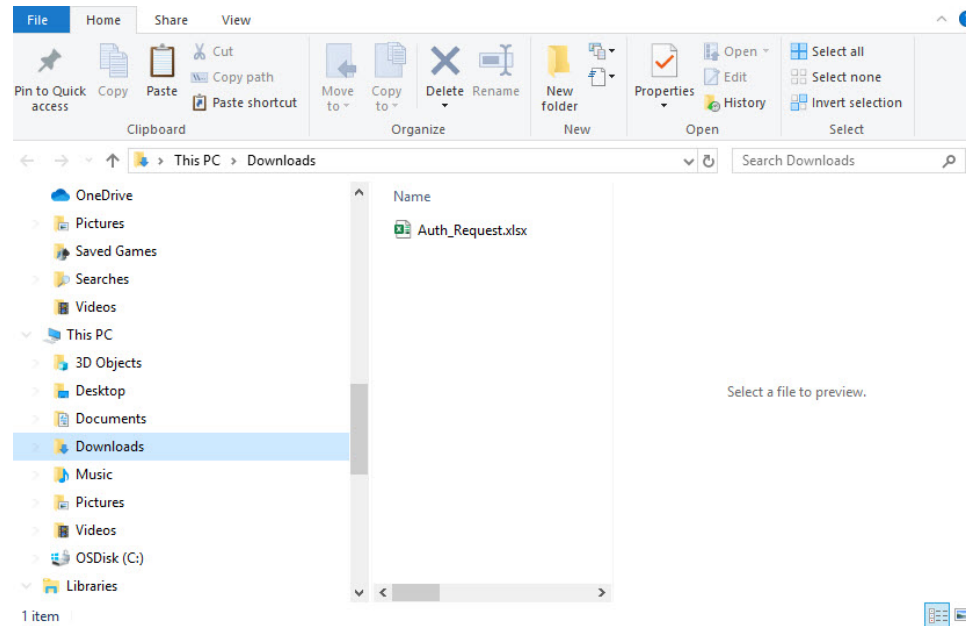 File Home Share View
Cut
Copy path
Paste shortcut
Pin to Quick access
Copy
Paste
Move to
Copy to
Delete
Rename
New folder
Properties
Open
Edit
History
Select all
Select none
Invert selection
Clipboard Organize New Open Select
This PC > Downloads
Search Downloads
OneDrive
Pictures
Saved Games
Searches
Videos
This PC
3D Objects
Desktop
Documents
Downloads
Music
Pictures
Videos
OSDisk (C:)
Libraries
Name
Auth_Request.xlsx
Select a file to preview.
1 item